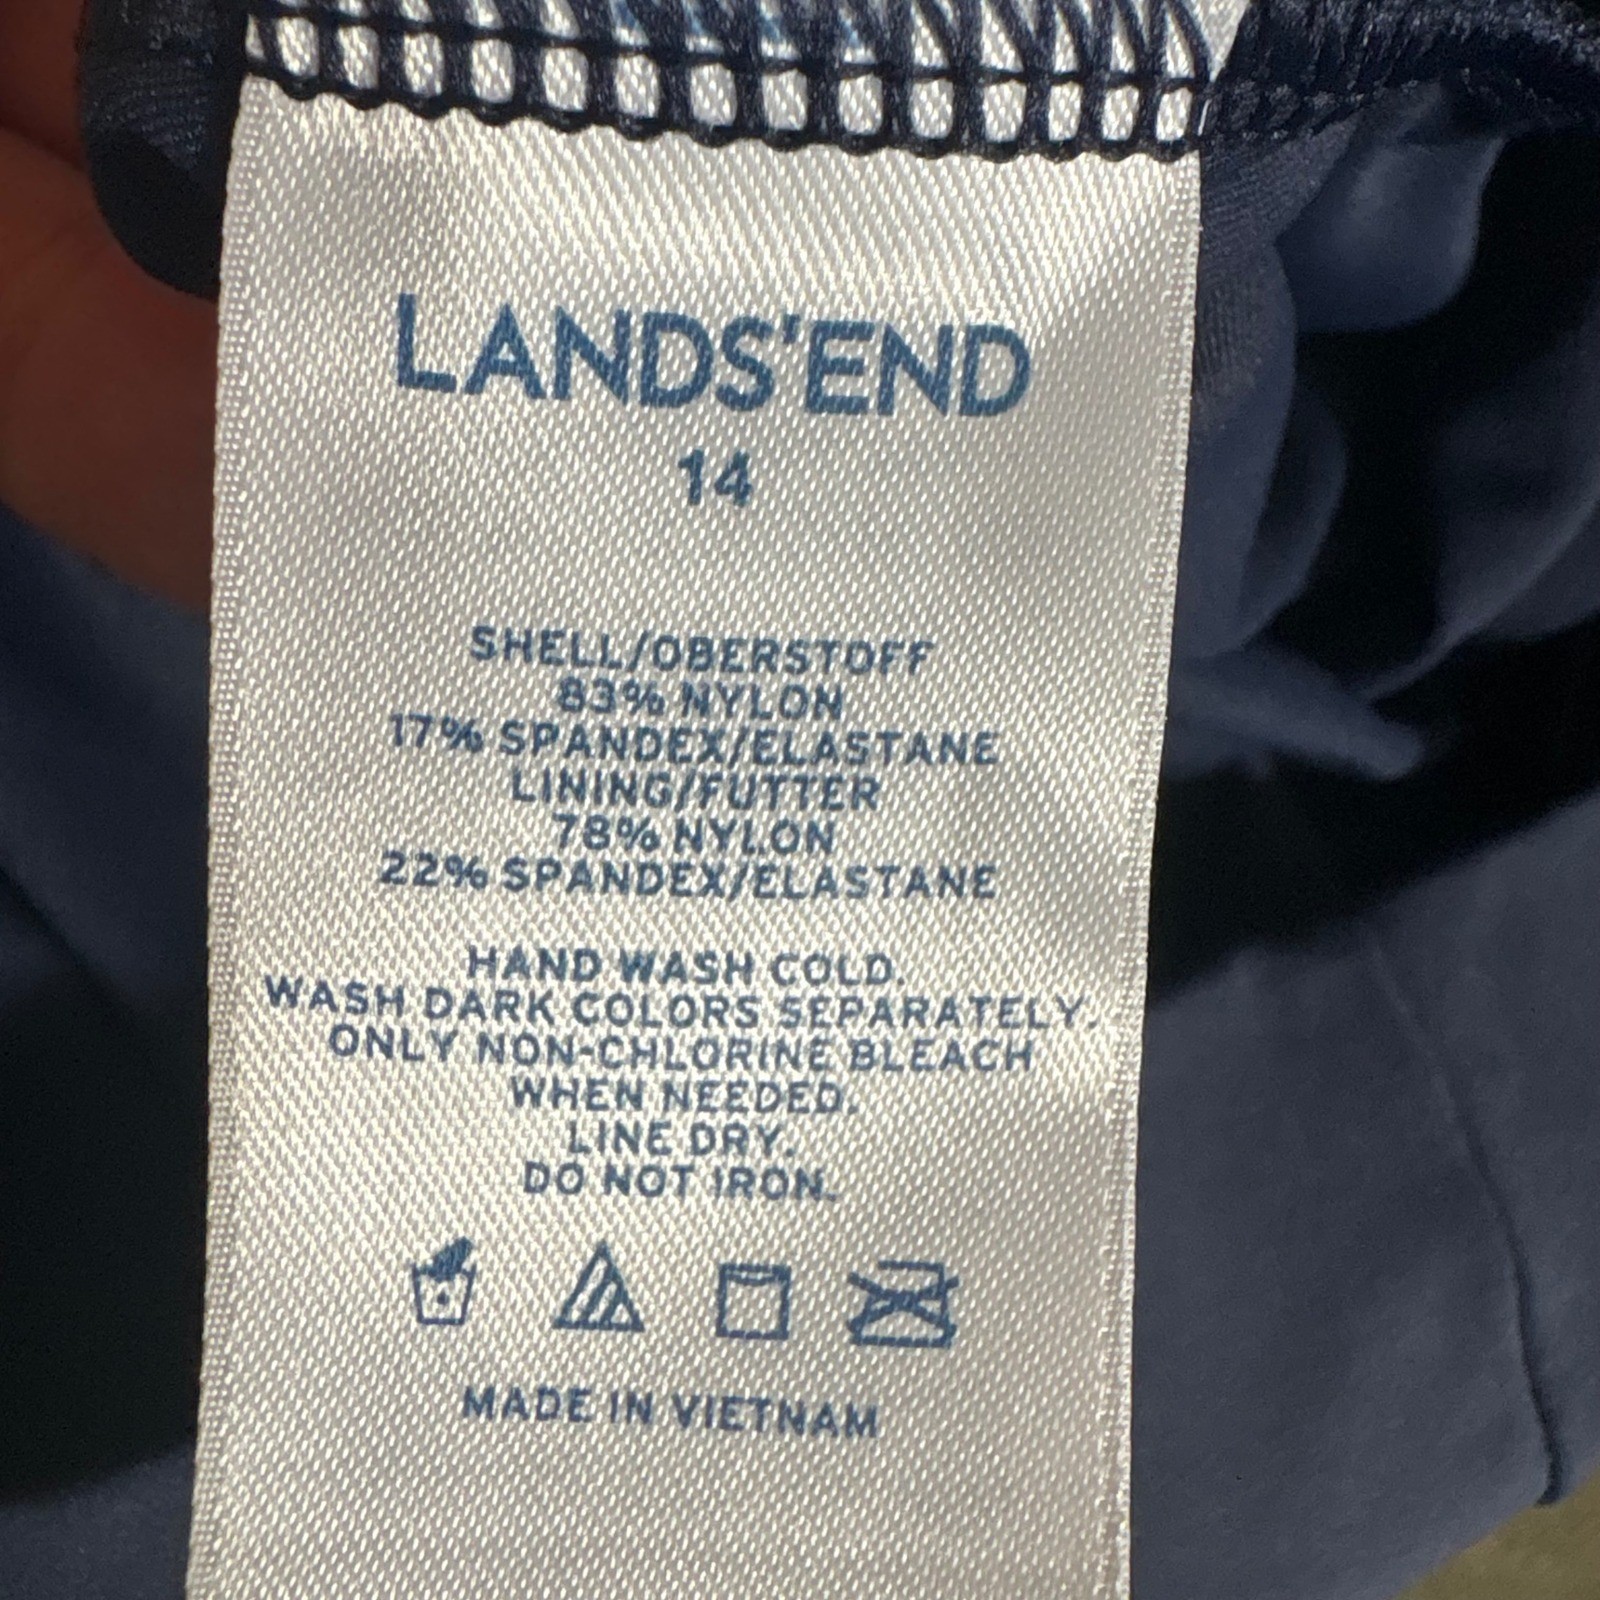 LANDS'END
14
SHELL/OBERSTOFF
83% NYLON
17% SPANDEX/ELASTANE
LINING/FUTTER
78% NYLON
22% SPANDEX/ELASTANE
HAND WASH COLD.
WASH DARK COLORS SEPARATELY.
ONLY NON-CHLORINE BLEACH
WHEN NEEDED.
LINE DRY.
DO NOT IRON.
MADE IN VIETNAM